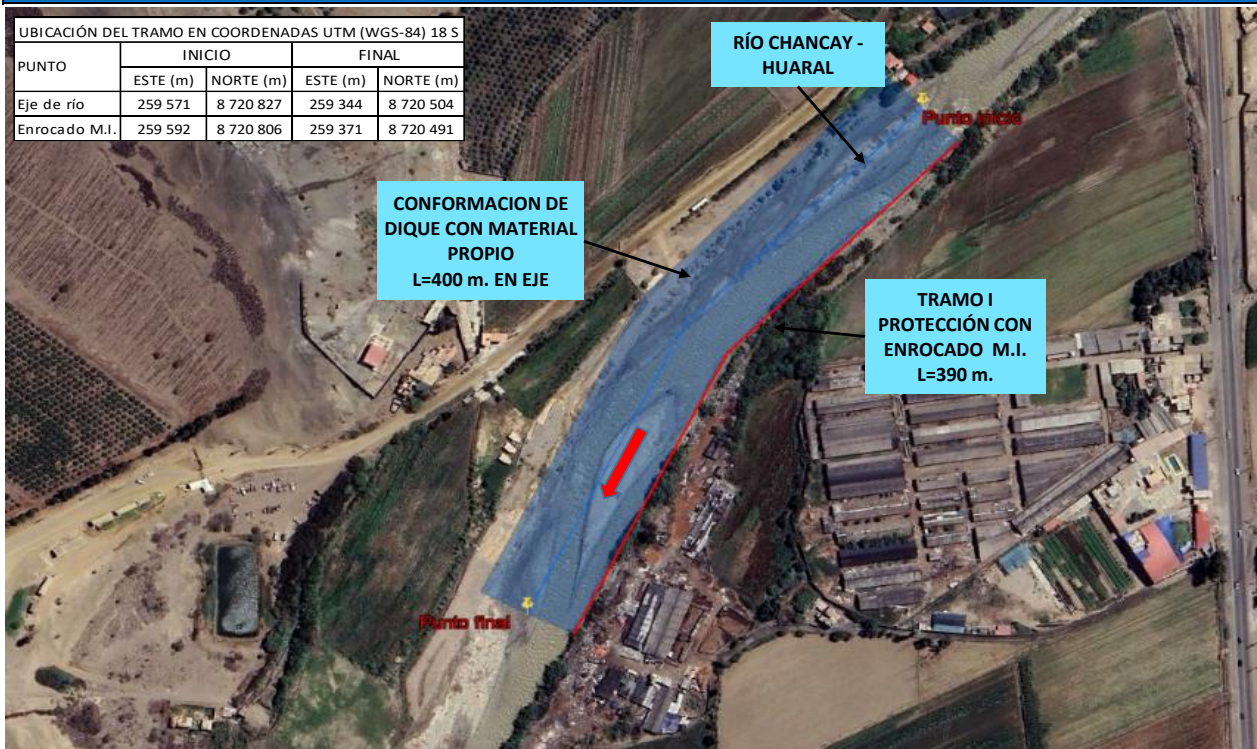 UBICACIÓN DEL TRAMO EN COORDENADAS UTM (WGS-84) 18 S
PUNTO INICIO FINAL
ESTE (m) NORTE (m) ESTE (m) NORTE (m)
Eje de río 259 571 8 720 827 259 344 8 720 504
Enrocado M.I. 259 592 8 720 806 259 371 8 720 491
RÍO CHANCAY -
HUARAL
Punto inicio
CONFORMACION DE
DIQUE CON MATERIAL
PROPIO
L=400 m. EN EJE
TRAMO I
PROTECCIÓN CON
ENROCADO M.I.
L=390 m.
Punto final